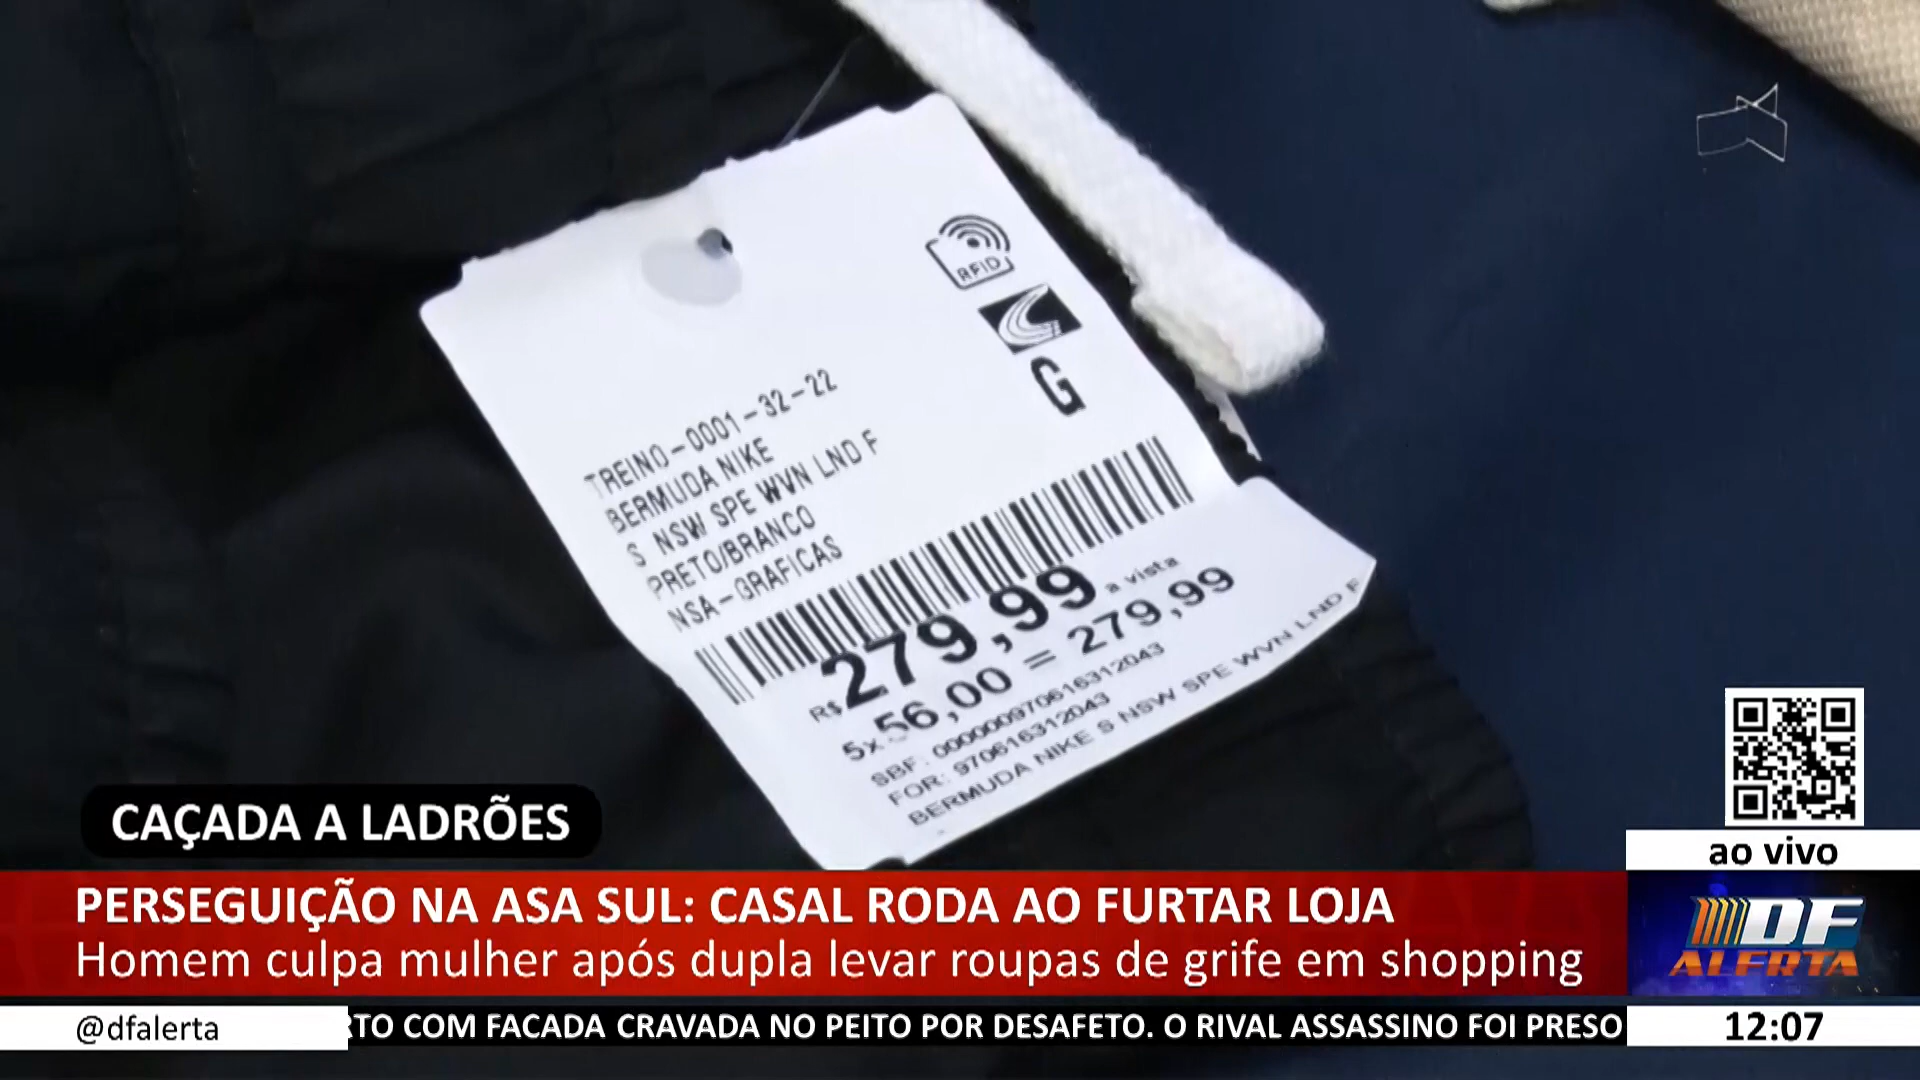 RFID
G
TREINO-0001-32-22
BERMUDA NIKE
S NSW SPE WVN LND F
PRETO/BRANCO
NSA-GRAFICAS
R$ 279,99 a vista
5x 56,00 = 279,99
SBF: 000000970616312043
FOR: 970616312043
BERMUDA NIKE S NSW SPE WVN LND F
CAÇADA A LADRÕES
ao vivo
PERSEGUIÇÃO NA ASA SUL: CASAL RODA AO FURTAR LOJA
Homem culpa mulher após dupla levar roupas de grife em shopping
DF
ALERTA
@dfalerta
RTO COM FACADA CRAVADA NO PEITO POR DESAFETO. O RIVAL ASSASSINO FOI PRESO
12:07